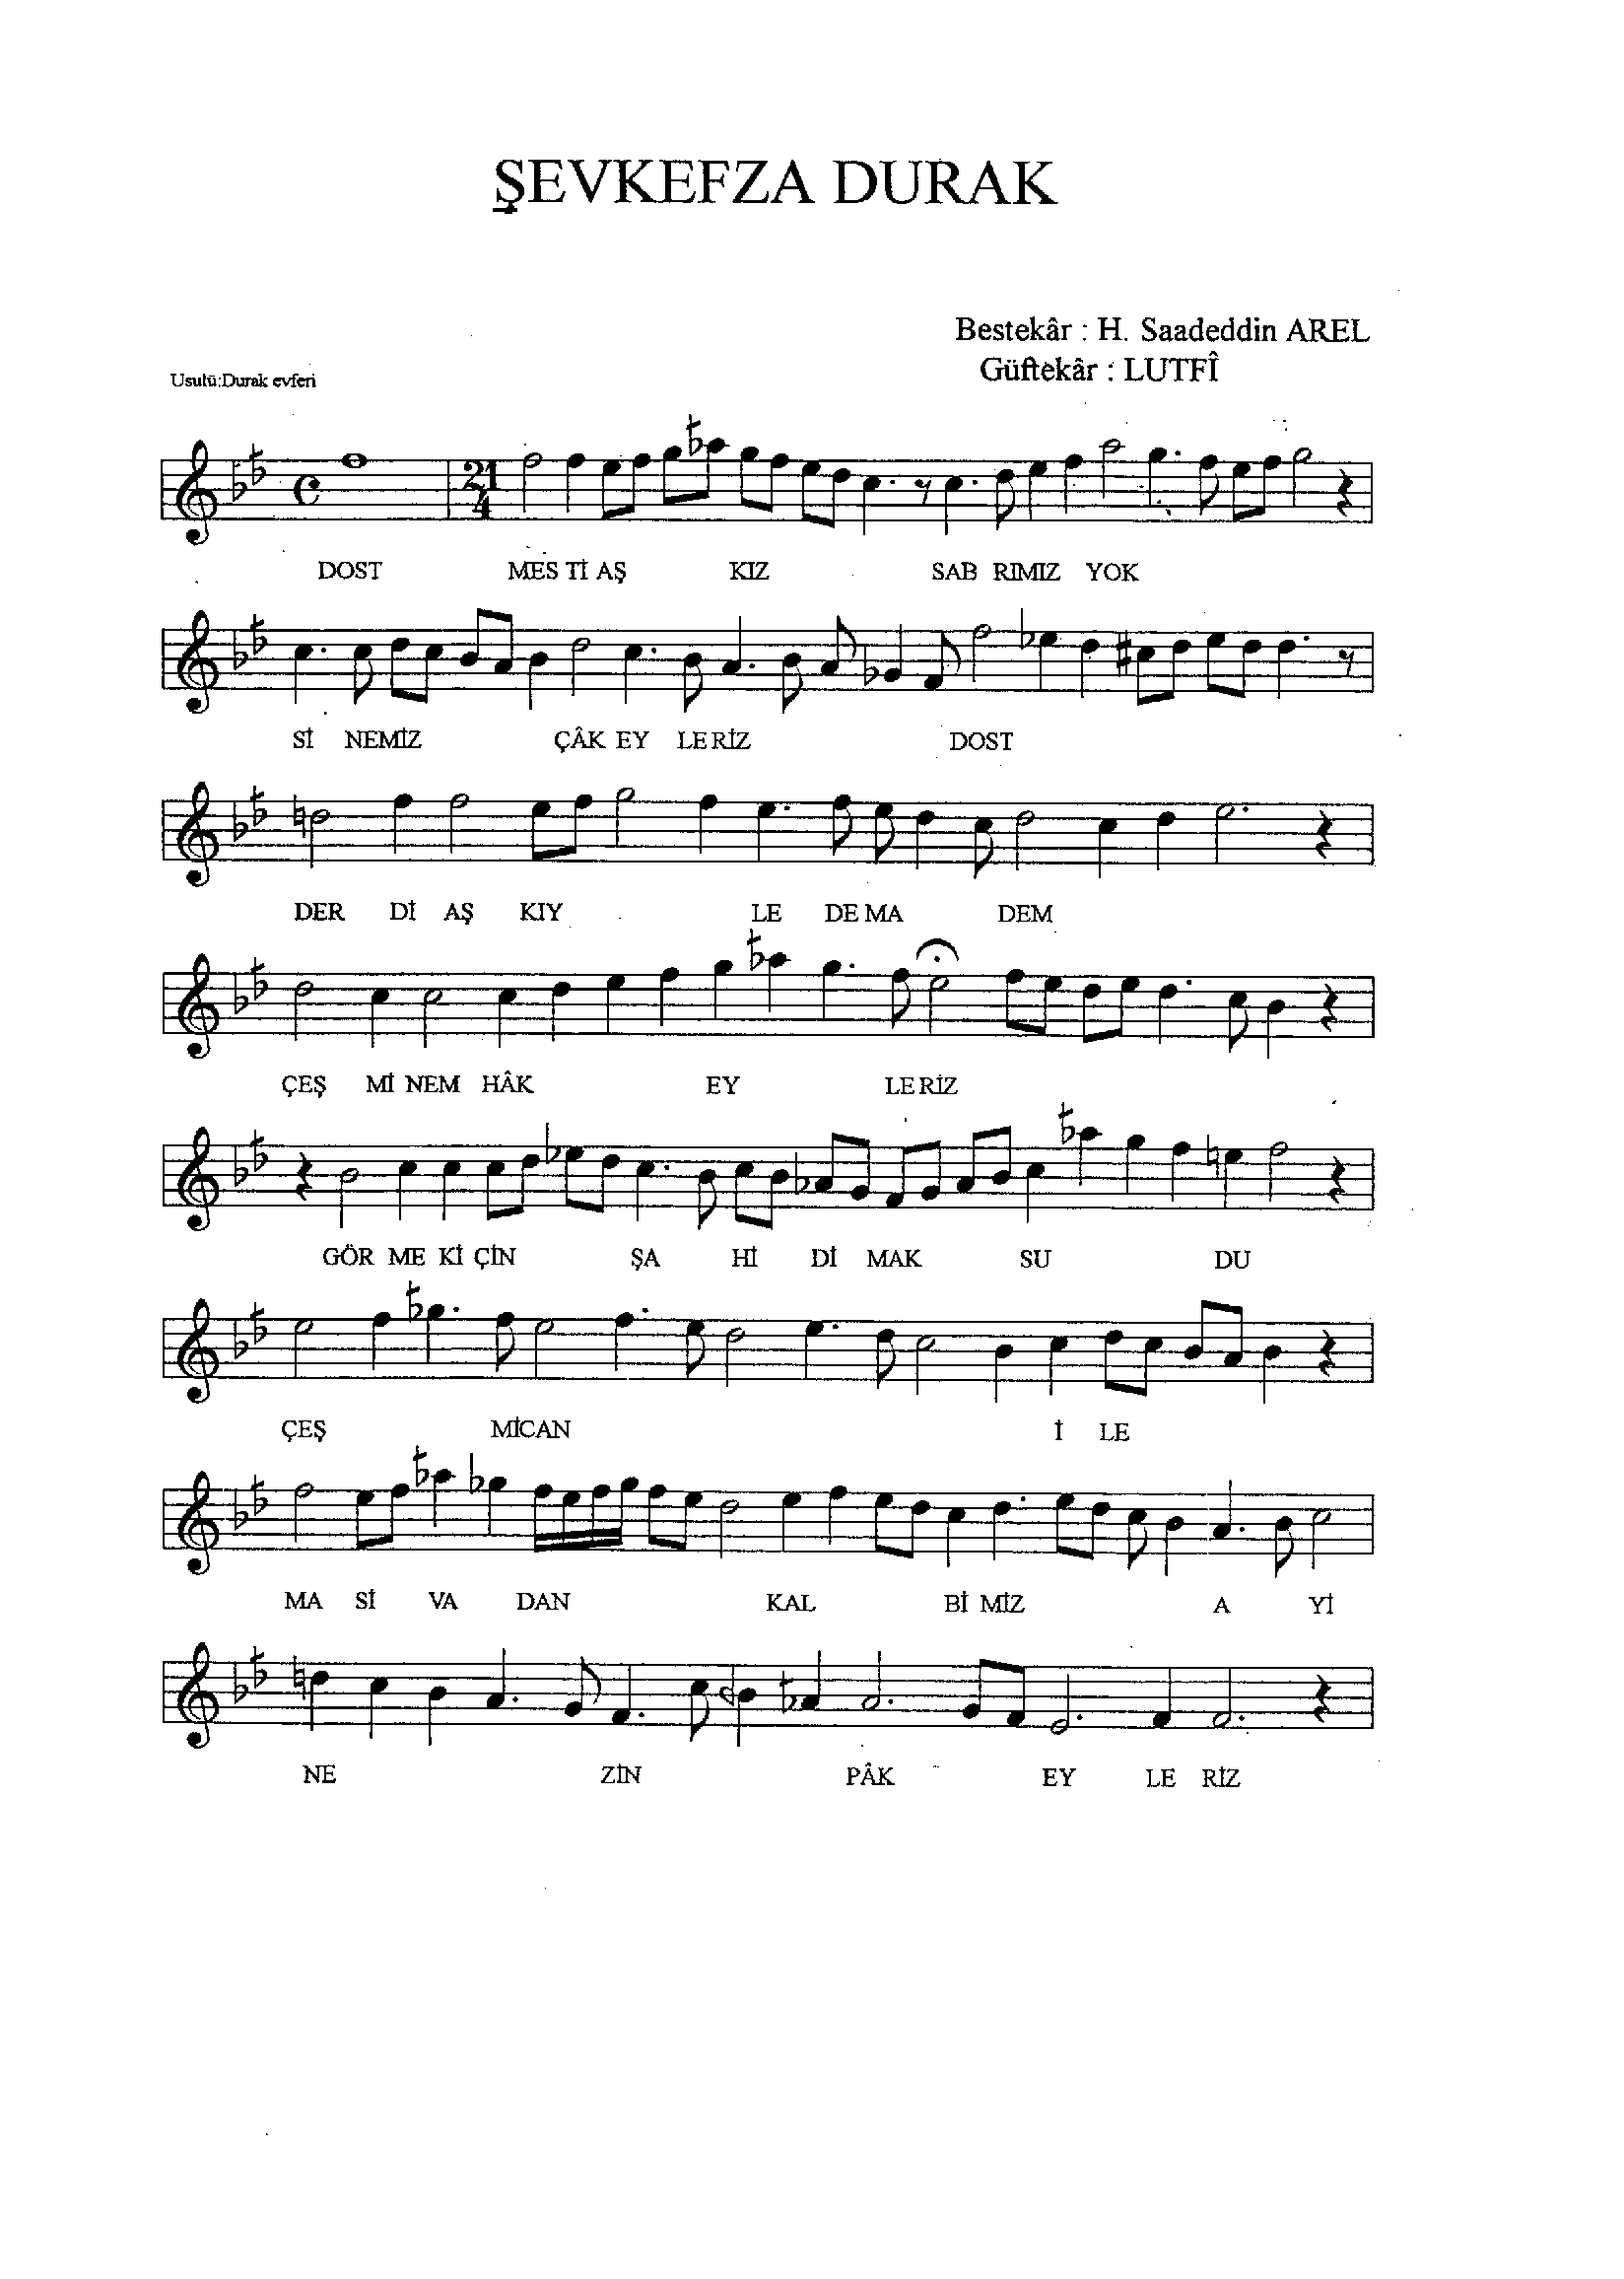 ŞEVKEFZA DURAK
Bestekâr : H. Saadeddin AREL
Güftekâr : LUTFÎ
Usulü:Durak evferi
21
4
DOST MES Tİ AŞ KIZ SAB RIMIZ YOK
Sİ NEMİZ ÇÂK EY LE RİZ DOST
DER Dİ AŞ KIY LE DE MA DEM
ÇEŞ Mİ NEM HÂK EY LE RİZ
GÖR ME Kİ ÇİN ŞA Hİ Dİ MAK SU DU
ÇEŞ MİCAN İ LE
MA Sİ VA DAN KAL Bİ MİZ A Yİ
NE ZİN PÂK EY LE RİZ